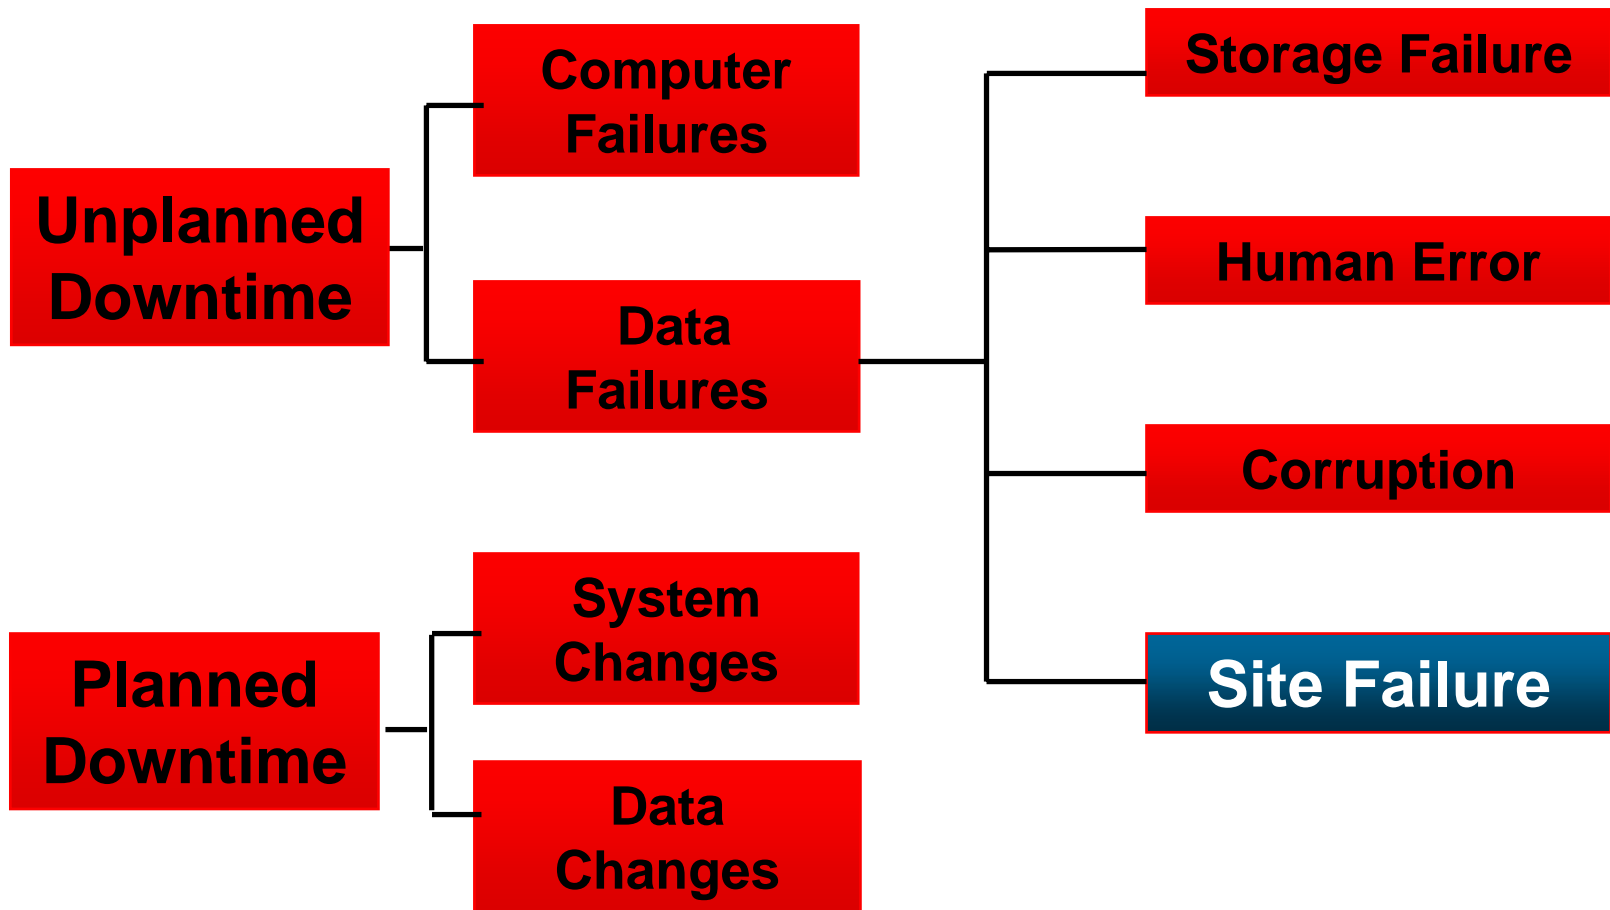 Unplanned
Downtime
Computer
Failures
Data
Failures
Storage Failure
Human Error
Corruption
Site Failure
Planned
Downtime
System
Changes
Data
Changes